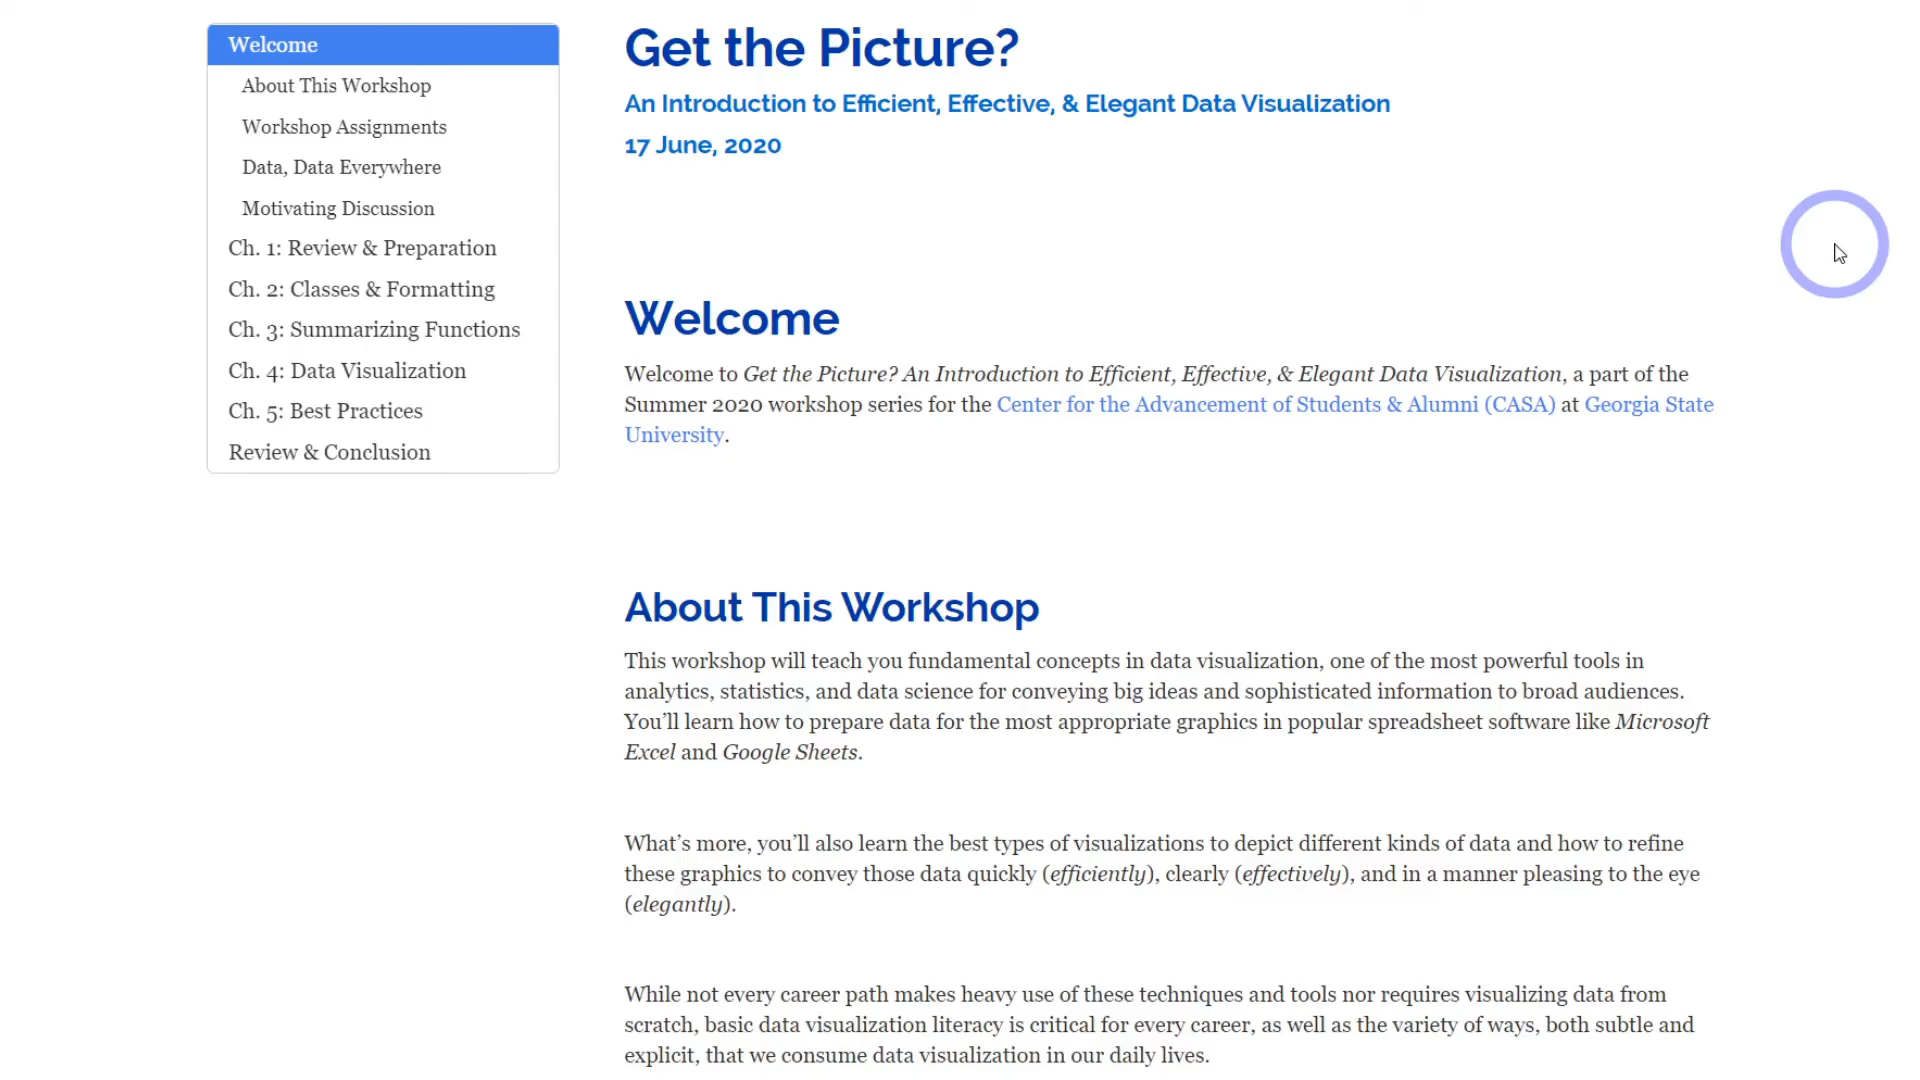 Welcome
About This Workshop
Workshop Assignments
Data, Data Everywhere
Motivating Discussion
Ch. 1: Review & Preparation
Ch. 2: Classes & Formatting
Ch. 3: Summarizing Functions
Ch. 4: Data Visualization
Ch. 5: Best Practices
Review & Conclusion
Get the Picture?
An Introduction to Efficient, Effective, & Elegant Data Visualization
17 June, 2020
Welcome
Welcome to Get the Picture? An Introduction to Efficient, Effective, & Elegant Data Visualization, a part of the
Summer 2020 workshop series for the Center for the Advancement of Students & Alumni (CASA) at Georgia State
University.
About This Workshop
This workshop will teach you fundamental concepts in data visualization, one of the most powerful tools in
analytics, statistics, and data science for conveying big ideas and sophisticated information to broad audiences.
You’ll learn how to prepare data for the most appropriate graphics in popular spreadsheet software like Microsoft
Excel and Google Sheets.
What’s more, you’ll also learn the best types of visualizations to depict different kinds of data and how to refine
these graphics to convey those data quickly (efficiently), clearly (effectively), and in a manner pleasing to the eye
(elegantly).
While not every career path makes heavy use of these techniques and tools nor requires visualizing data from
scratch, basic data visualization literacy is critical for every career, as well as the variety of ways, both subtle and
explicit, that we consume data visualization in our daily lives.